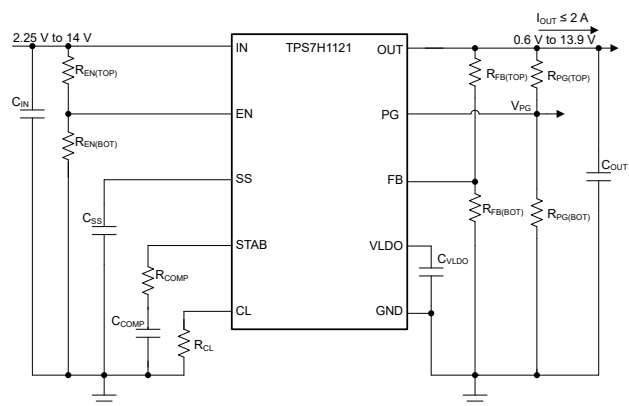 I_OUT ≤ 2 A
2.25 V to 14 V
0.6 V to 13.9 V
TPS7H1121
IN
OUT
R_EN(TOP)
R_FB(TOP)
R_PG(TOP)
C_IN
EN
PG
V_PG
R_EN(BOT)
C_OUT
SS
FB
C_SS
R_FB(BOT)
R_PG(BOT)
STAB
VLDO
C_VLDO
R_COMP
CL
GND
C_COMP
R_CL